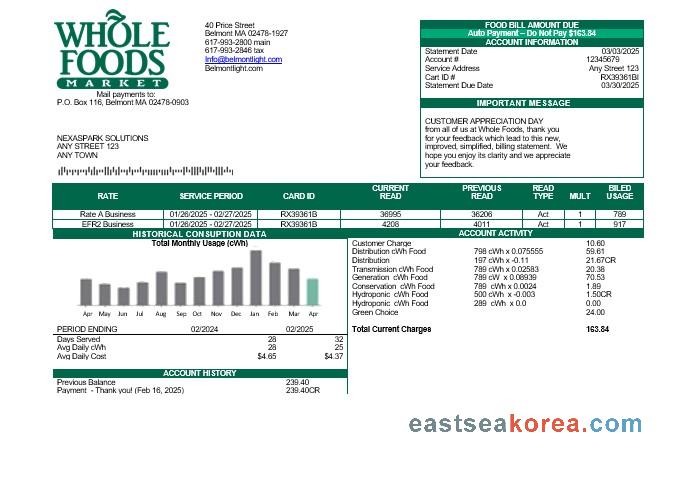 WHOLE
FOODS
MARKET
Mail payments to:
P.O. Box 116, Belmont MA 02478-0903
40 Price Street
Belmont MA 02478-1927
617-993-2800 main
617-993-2846 tax
Info@belmontlight.com
Belmontlight.com
FOOD BILL AMOUNT DUE
Auto Payment – Do Not Pay $163.84
ACCOUNT INFORMATION
Statement Date 03/03/2025
Account # 12345679
Service Address Any Street 123
Cart ID # RX39361BI
Statement Due Date 03/30/2025
IMPORTANT MESSAGE
CUSTOMER APPRECIATION DAY
from all of us at Whole Foods, thank you
for your feedback which lead to this new,
improved, simplified, billing statement. We
hope you enjoy its clarity and we appreciate
your feedback.
NEXASPARK SOLUTIONS
ANY STREET 123
ANY TOWN
RATE SERVICE PERIOD CARD ID CURRENT READ PREVIOUS READ READ TYPE MULT BILED USAGE
Rate A Business 01/26/2025 - 02/27/2025 RX39361B 36995 36206 Act 1 789
EFR2 Business 01/26/2025 - 02/27/2025 RX39361B 4208 4011 Act 1 917
HISTORICAL CONSUPTION DATA
Total Monthly Usage (cWh)
Apr May Jun Jul Aug Sep Oct Nov Dec Jan Feb Mar Apr
PERIOD ENDING 02/2024 02/2025
Days Served 28 32
Avg Daily cWh 28 25
Avg Daily Cost $4.65 $4.37
ACCOUNT HISTORY
Previous Balance 239.40
Payment - Thank you! (Feb 16, 2025) 239.40CR
ACCOUNT ACTIVITY
Customer Charge 10.60
Distribution cWh Food 798 cWh x 0.075555 59.61
Distribution 197 cWh x -0.11 21.67CR
Transmission cWh Food 789 cWh x 0.02583 20.38
Generation cWh Food 789 cW x 0.08939 70.53
Conservation cWh Food 789 cWh x 0.0024 1.89
Hydroponic cWh Food 500 cWh x -0.003 1.50CR
Hydroponic cWh Food 289 cWh x 0.0 0.00
Green Choice 24.00
Total Current Charges 163.84
eastseakorea.com